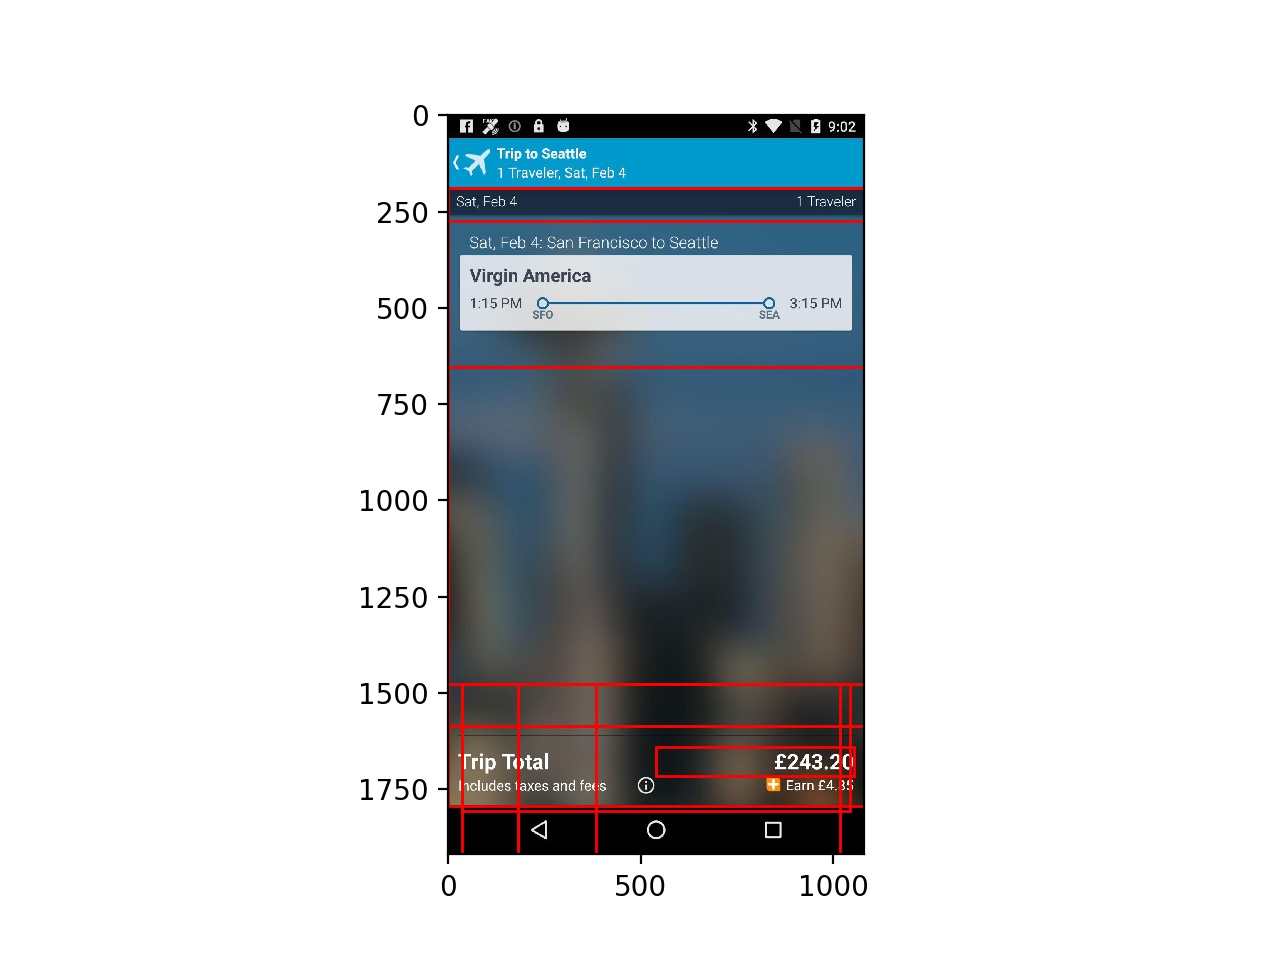 0
250
500
750
1000
1250
1500
1750
0
500
1000
9:02
Trip to Seattle
1 Traveler, Sat, Feb 4
Sat, Feb 4
1 Traveler
Sat, Feb 4: San Francisco to Seattle
Virgin America
1:15 PM
3:15 PM
SFO
SEA
Trip Total
£243.20
Includes taxes and fees
Earn £4.85